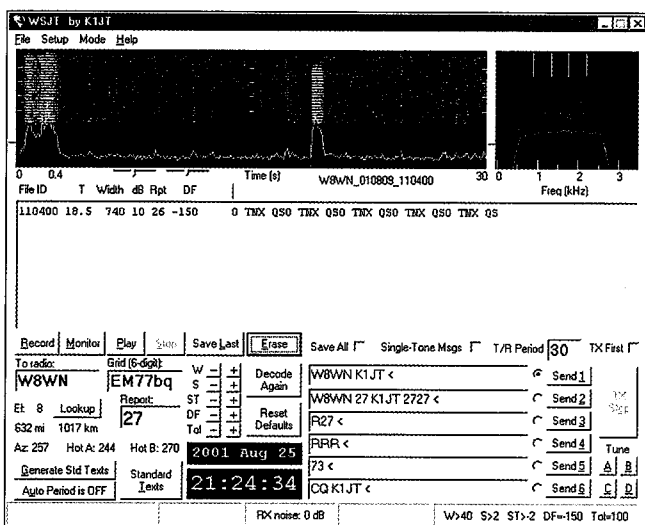 WSJT by K1JT
File Setup Mode Help
0 0.4 Time (s) W8WN_010809_110400 30 0 1 2 3
Freq (kHz)
File ID T Width dB Rpt DF
110400 18.5 740 10 26 -150 0 TNX QSO TNX QSO TNX QSO TNX QSO TNX QS
Record Monitor Play Stop Save Last Erase Save All Single-Tone Msgs T/R Period 30 TX First
To radio: Grid (6-digit): W - + Decode Again W8WN K1JT < Send 1
W8WN EM77bq S - + W8WN 27 K1JT 2727 < Send 2
El: 8 Lookup Report: ST - + Reset Defaults R27 < Send 3
632 mi 1017 km 27 DF - + RRR < Send 4
Tol - +
Az: 257 Hot A: 244 Hot B: 270 2001 Aug 25 73 < Send 5 Tune A B
Generate Std Texts Standard Texts 21:24:34 CQ K1JT < Send 6 C D
Auto Period is OFF
RX noise: 0 dB W>40 S>2 ST>-2 DF=-150 Tol=100